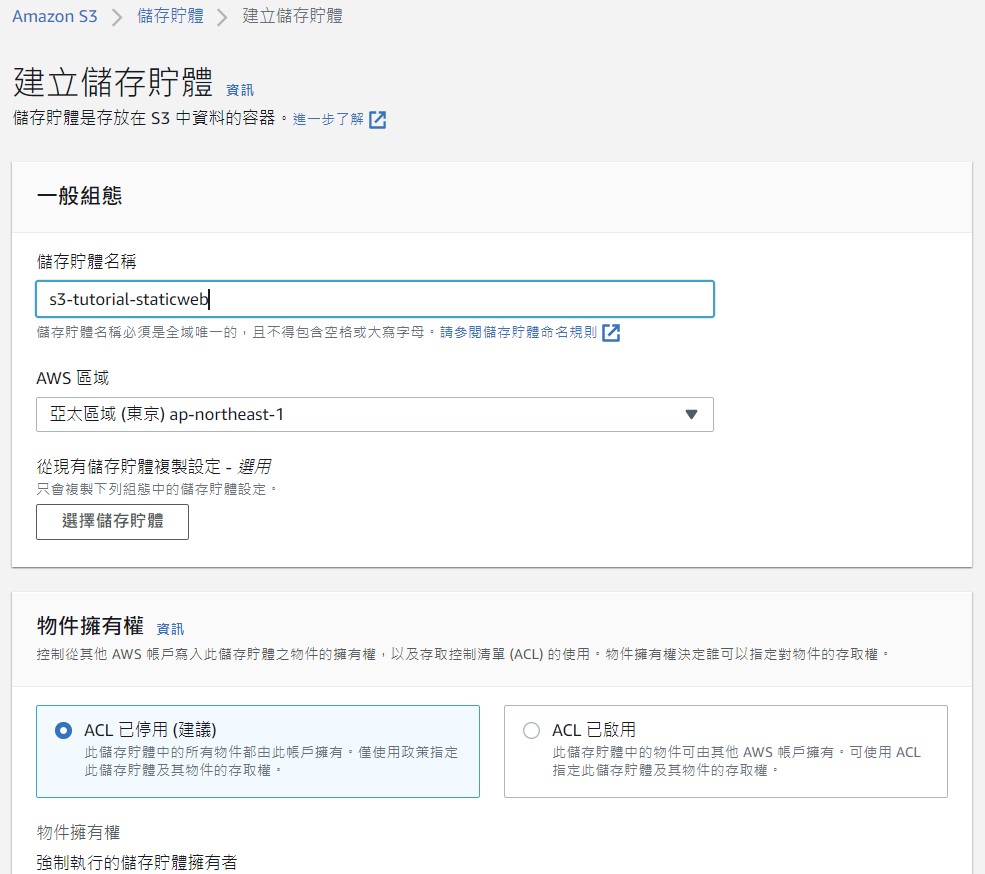 Amazon S3 > 儲存貯體 > 建立儲存貯體
建立儲存貯體 資訊
儲存貯體是存放在 S3 中資料的容器。進一步了解
一般組態
儲存貯體名稱
s3-tutorial-staticweb
儲存貯體名稱必須是全域唯一的，且不得包含空格或大寫字母。請參閱儲存貯體命名規則
AWS 區域
亞太區域 (東京) ap-northeast-1
從現有儲存貯體複製設定 - 選用
只會複製下列組態中的儲存貯體設定。
選擇儲存貯體
物件擁有權 資訊
控制從其他 AWS 帳戶寫入此儲存貯體之物件的擁有權，以及存取控制清單 (ACL) 的使用。物件擁有權決定誰可以指定對物件的存取權。
ACL 已停用 (建議)
此儲存貯體中的所有物件都由此帳戶擁有。僅使用政策指定
此儲存貯體及其物件的存取權。
ACL 已啟用
此儲存貯體中的物件可由其他 AWS 帳戶擁有。可使用 ACL
指定此儲存貯體及其物件的存取權。
物件擁有權
強制執行的儲存貯體擁有者